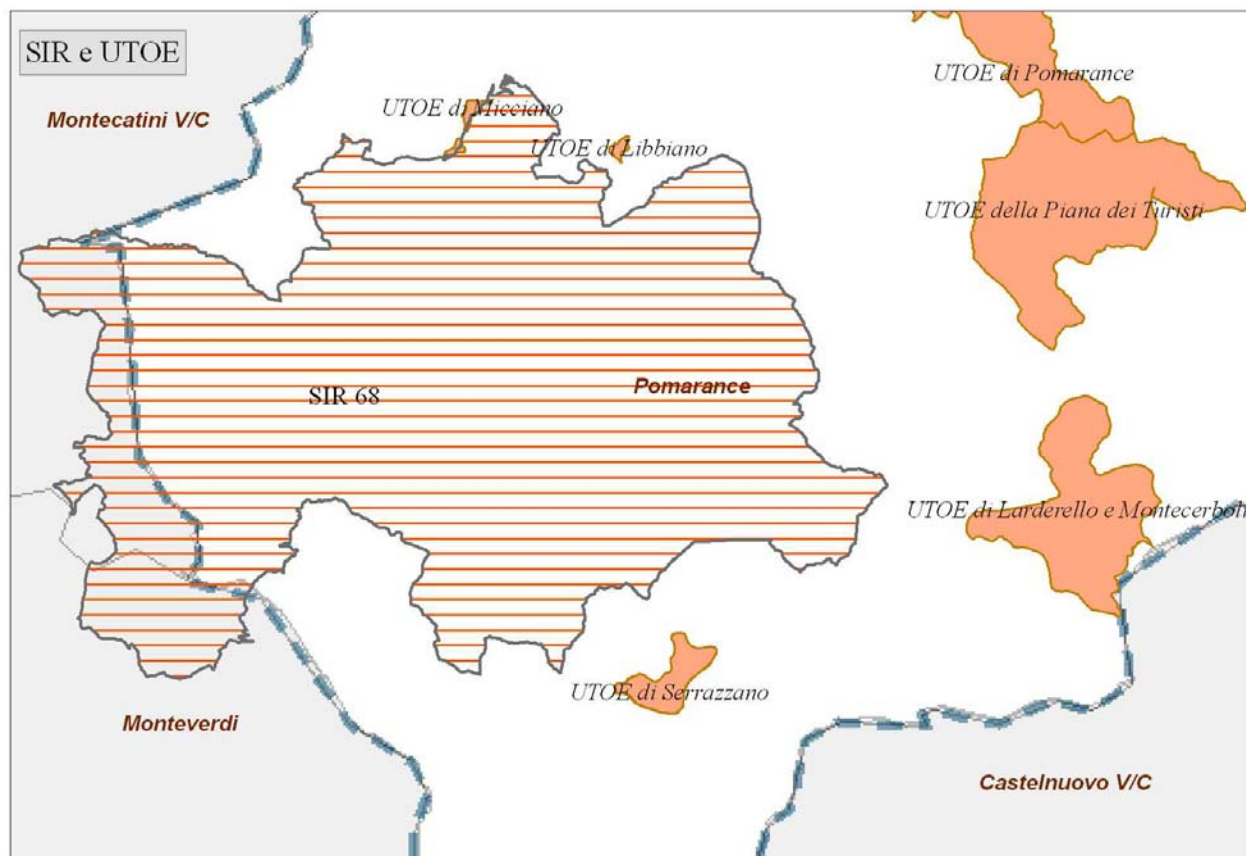 SIR e UTOE
UTOE di Pomarance
UTOE di Micciano
Montecatini V/C
UTOE di Libbiano
UTOE della Piana dei Turisti
Pomarance
SIR 68
UTOE di Larderello e Montecerboli
UTOE di Serrazzano
Monteverdi
Castelnuovo V/C